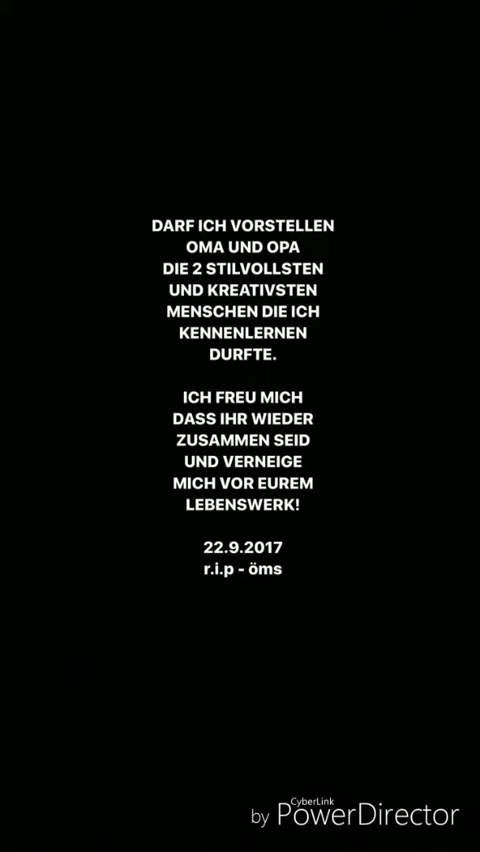 DARF ICH VORSTELLEN
OMA UND OPA
DIE 2 STILVOLLSTEN
UND KREATIVSTEN
MENSCHEN DIE ICH
KENNENLERNEN
DURFTE.
ICH FREU MICH
DASS IHR WIEDER
ZUSAMMEN SEID
UND VERNEIGE
MICH VOR EUREM
LEBENSWERK!
22.9.2017
r.i.p - öms
CyberLink
by PowerDirector